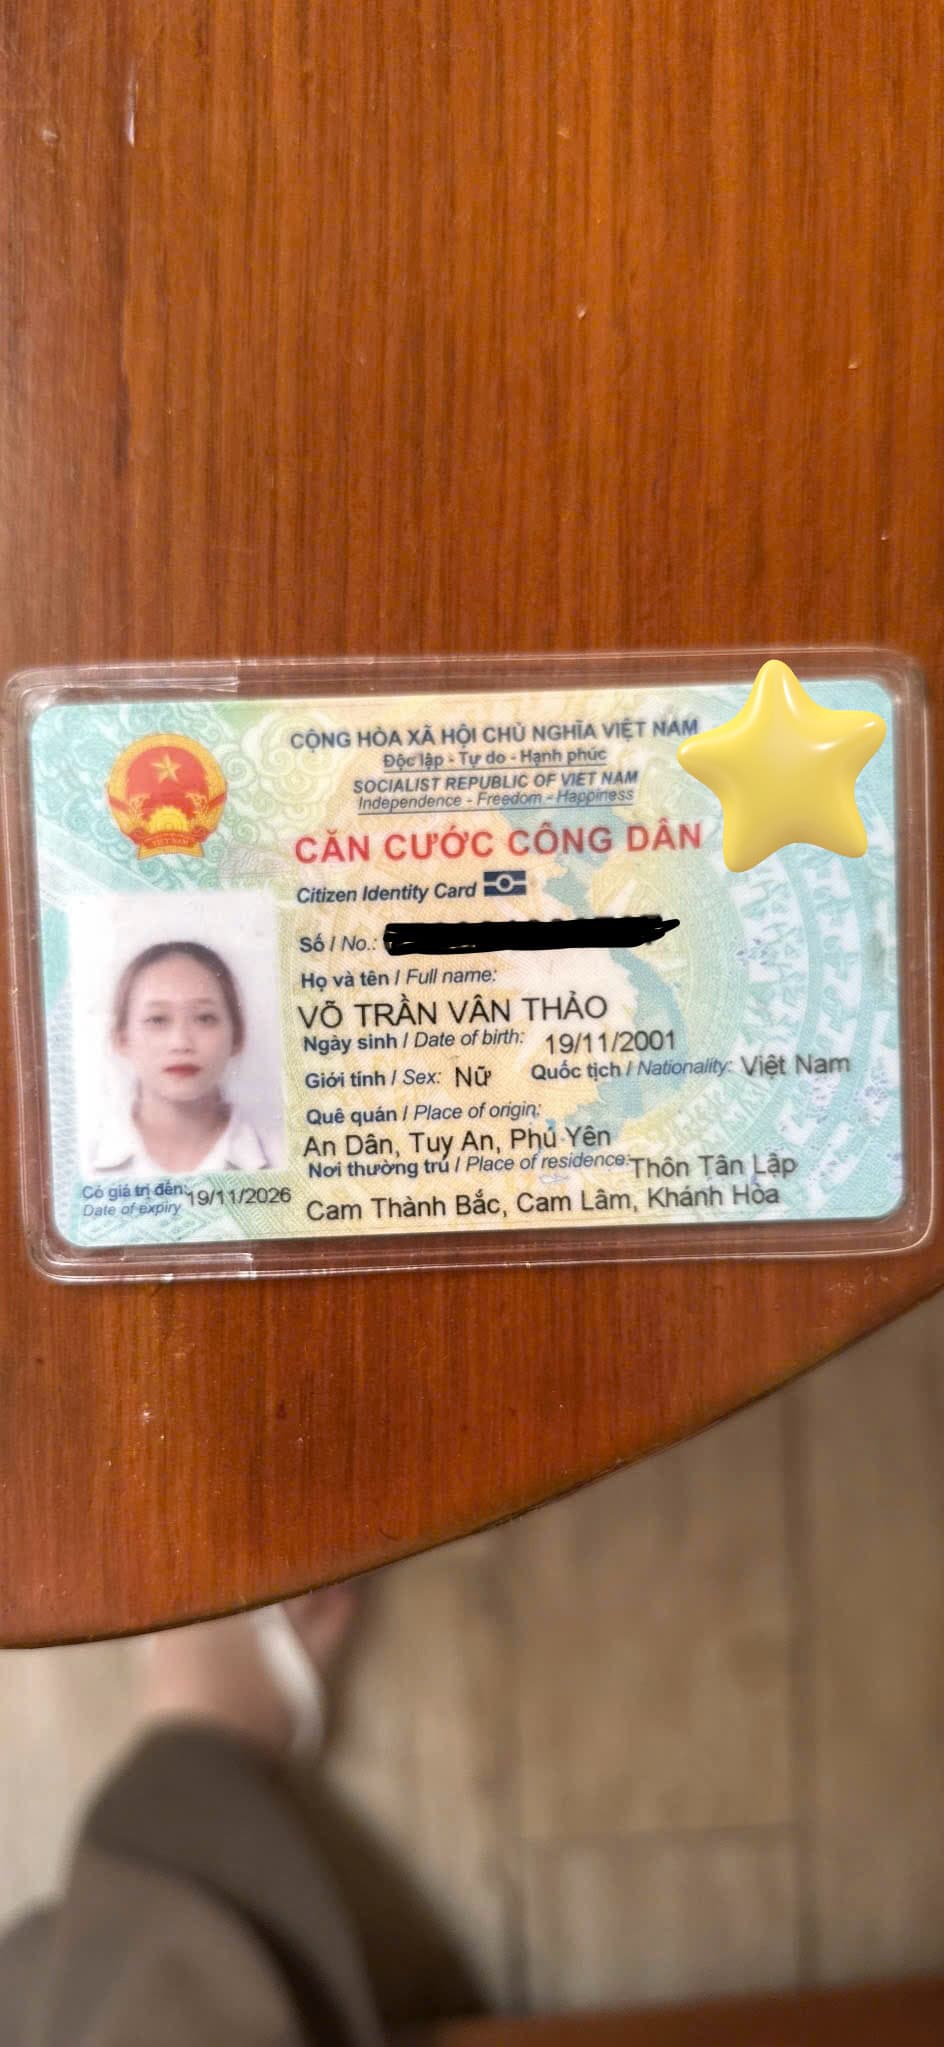 CỘNG HÒA XÃ HỘI CHỦ NGHĨA VIỆT NAM
Độc lập - Tự do - Hạnh phúc
SOCIALIST REPUBLIC OF VIET NAM
Independence - Freedom - Happiness
CĂN CƯỚC CÔNG DÂN
Citizen Identity Card
VIỆT NAM
Số / No.:
Họ và tên / Full name:
VÕ TRẦN VÂN THẢO
Ngày sinh / Date of birth: 19/11/2001
Giới tính / Sex: Nữ Quốc tịch / Nationality: Việt Nam
Quê quán / Place of origin:
An Dân, Tuy An, Phú Yên
Nơi thường trú / Place of residence: Thôn Tân Lập
Cam Thành Bắc, Cam Lâm, Khánh Hòa
Có giá trị đến: 19/11/2026
Date of expiry